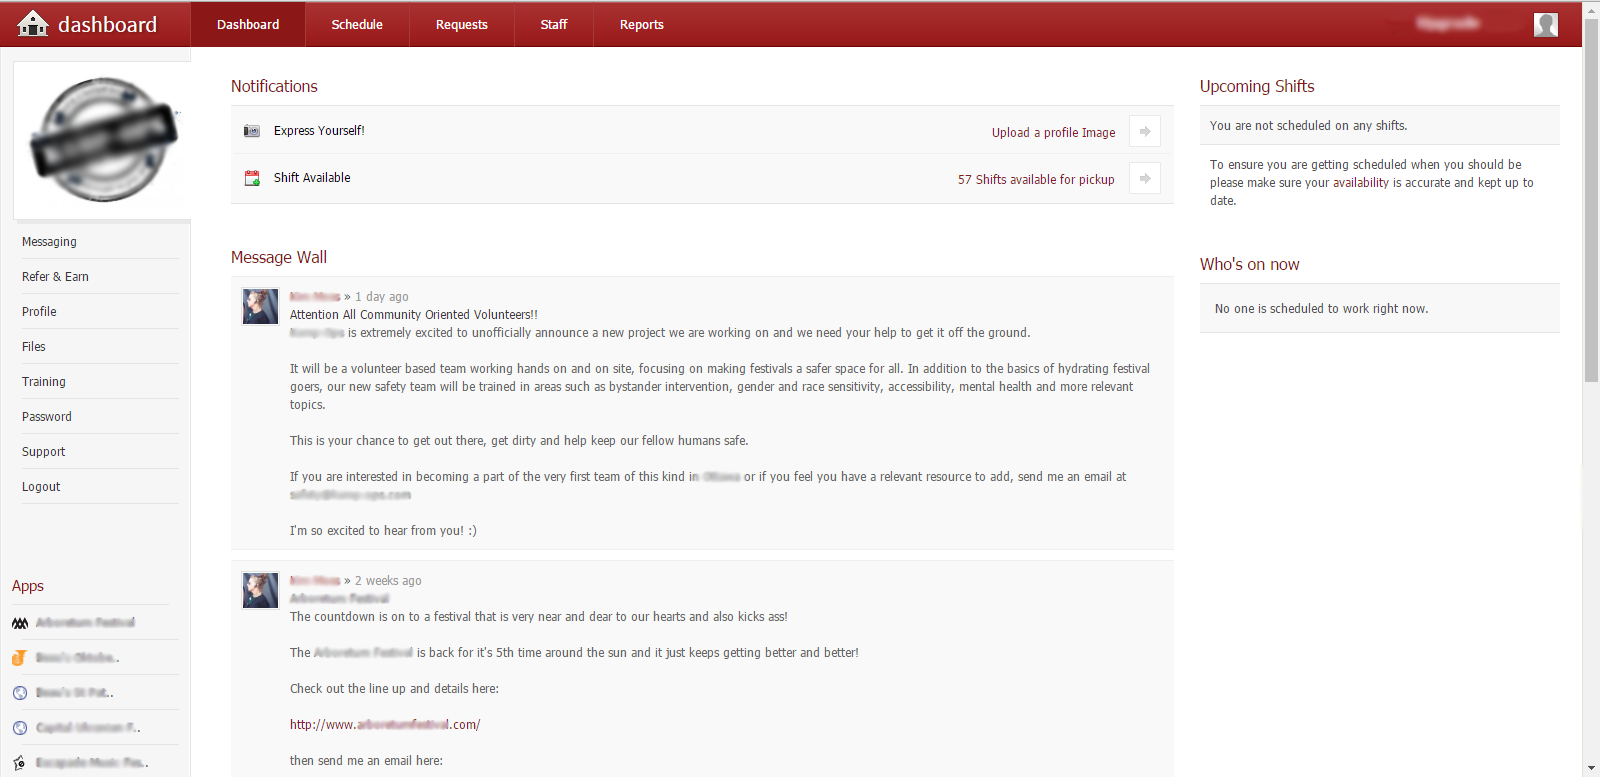 dashboard
Dashboard
Schedule
Requests
Staff
Reports
Messaging
Refer & Earn
Profile
Files
Training
Password
Support
Logout
Apps
Notifications
Express Yourself!
Upload a profile Image
Shift Available
57 Shifts available for pickup
Message Wall
» 1 day ago
Attention All Community Oriented Volunteers!!
is extremely excited to unofficially announce a new project we are working on and we need your help to get it off the ground.
It will be a volunteer based team working hands on and on site, focusing on making festivals a safer space for all. In addition to the basics of hydrating festival
goers, our new safety team will be trained in areas such as bystander intervention, gender and race sensitivity, accessibility, mental health and more relevant
topics.
This is your chance to get out there, get dirty and help keep our fellow humans safe.
If you are interested in becoming a part of the very first team of this kind in or if you feel you have a relevant resource to add, send me an email at
I'm so excited to hear from you! :)
» 2 weeks ago
The countdown is on to a festival that is very near and dear to our hearts and also kicks ass!
The is back for it's 5th time around the sun and it just keeps getting better and better!
Check out the line up and details here:
http://www. .com/
then send me an email here:
Upcoming Shifts
You are not scheduled on any shifts.
To ensure you are getting scheduled when you should be
please make sure your availability is accurate and kept up to
date.
Who's on now
No one is scheduled to work right now.